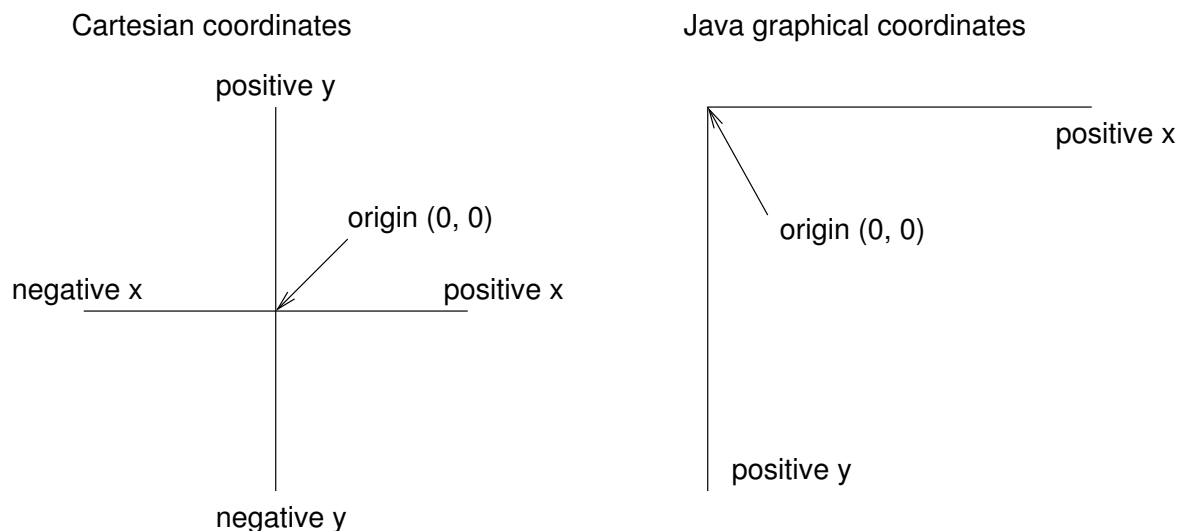 Cartesian coordinates
positive y
origin (0, 0)
negative x
positive x
negative y
Java graphical coordinates
positive x
origin (0, 0)
positive y